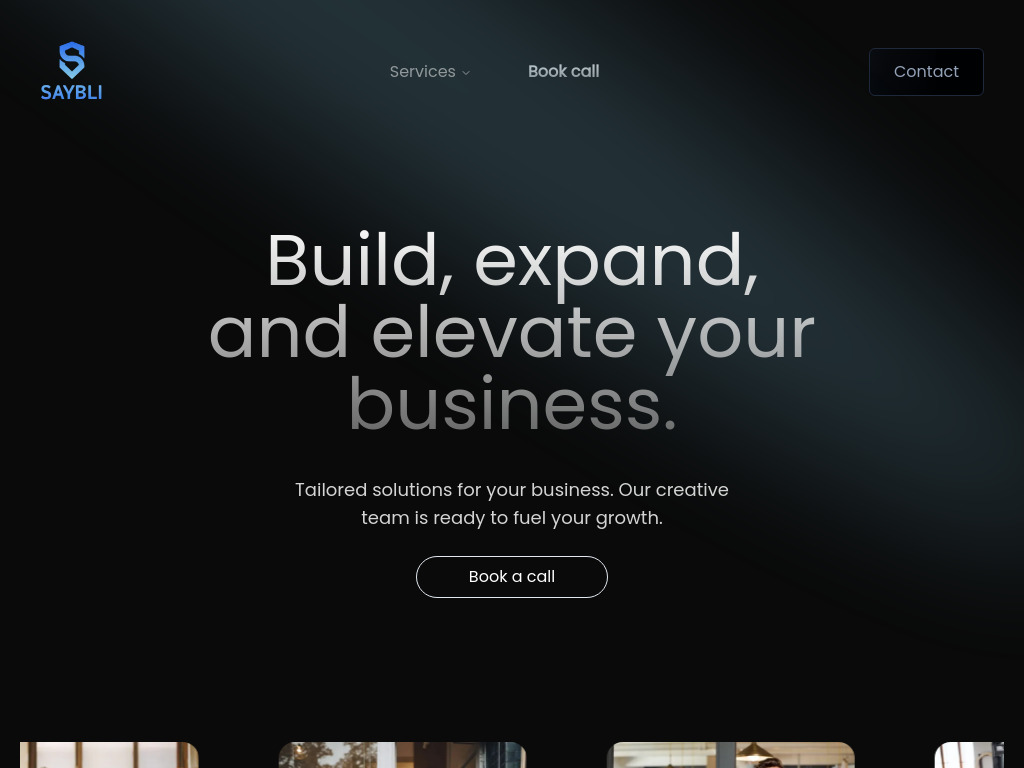 SAYBLI
Services
Book call
Contact
Build, expand,
and elevate your
business.
Tailored solutions for your business. Our creative
team is ready to fuel your growth.
Book a call